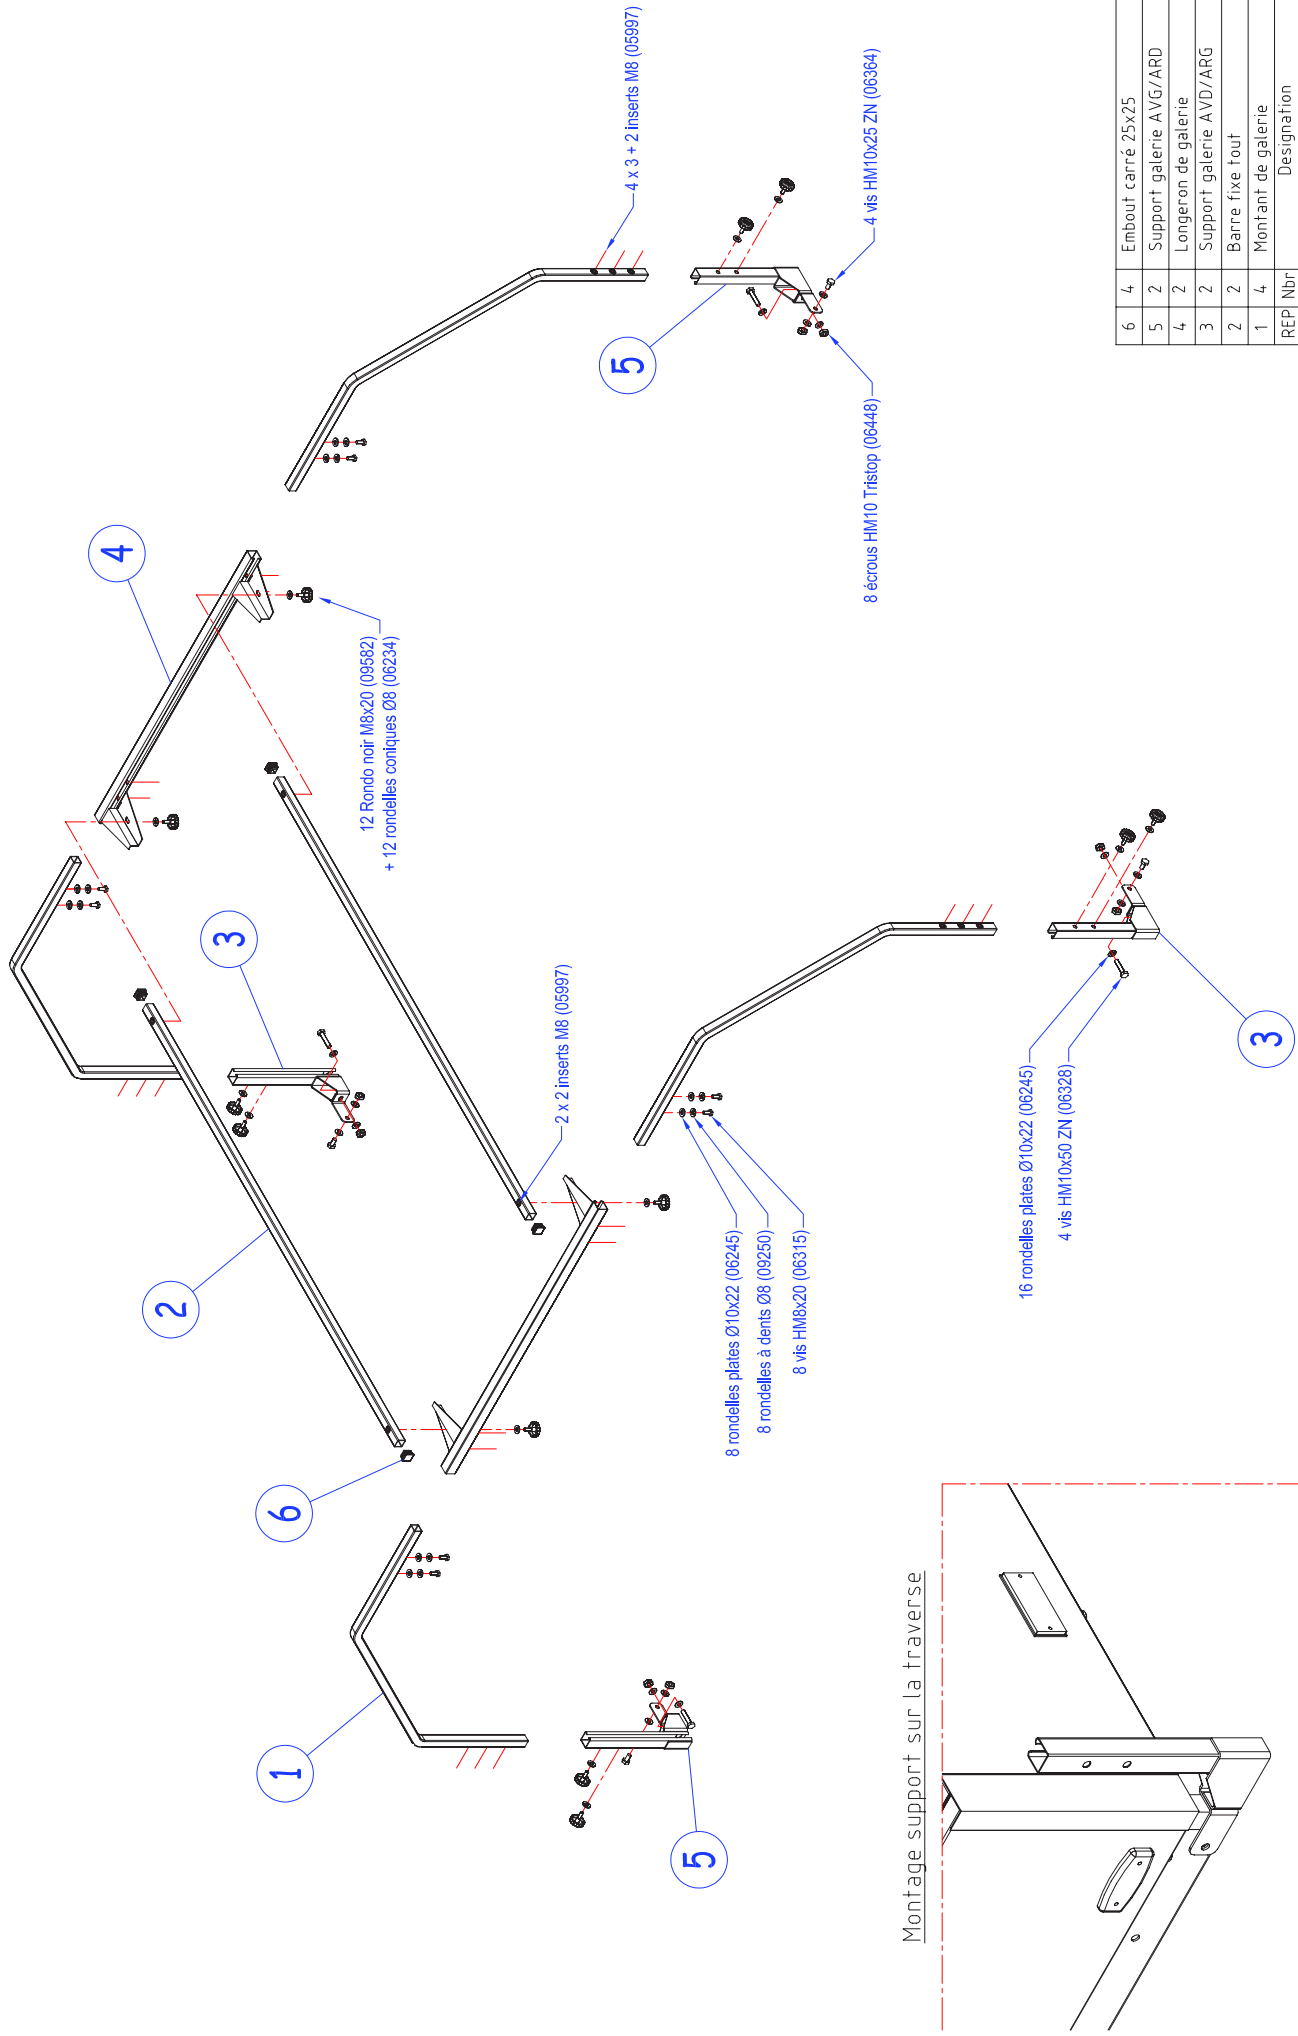 4 x 3 + 2 inserts M8 (05997)
4 vis HM10x25 ZN (06364)
5
8 écrous HM10 Tristop (06448)
4
12 Rondo noir M8x20 (09582)
+ 12 rondelles coniques Ø8 (06234)
3
2 x 2 inserts M8 (05997)
2
8 rondelles plates Ø10x22 (06245)
8 rondelles à dents Ø8 (09250)
8 vis HM8x20 (06315)
16 rondelles plates Ø10x22 (06245)
4 vis HM10x50 ZN (06328)
3
6
1
5
Montage support sur la traverse
6 4 Embout carré 25x25
5 2 Support galerie AVG/ARD
4 2 Longeron de galerie
3 2 Support galerie AVD/ARG
2 2 Barre fixe tout
1 4 Montant de galerie
REP Nbr Designation